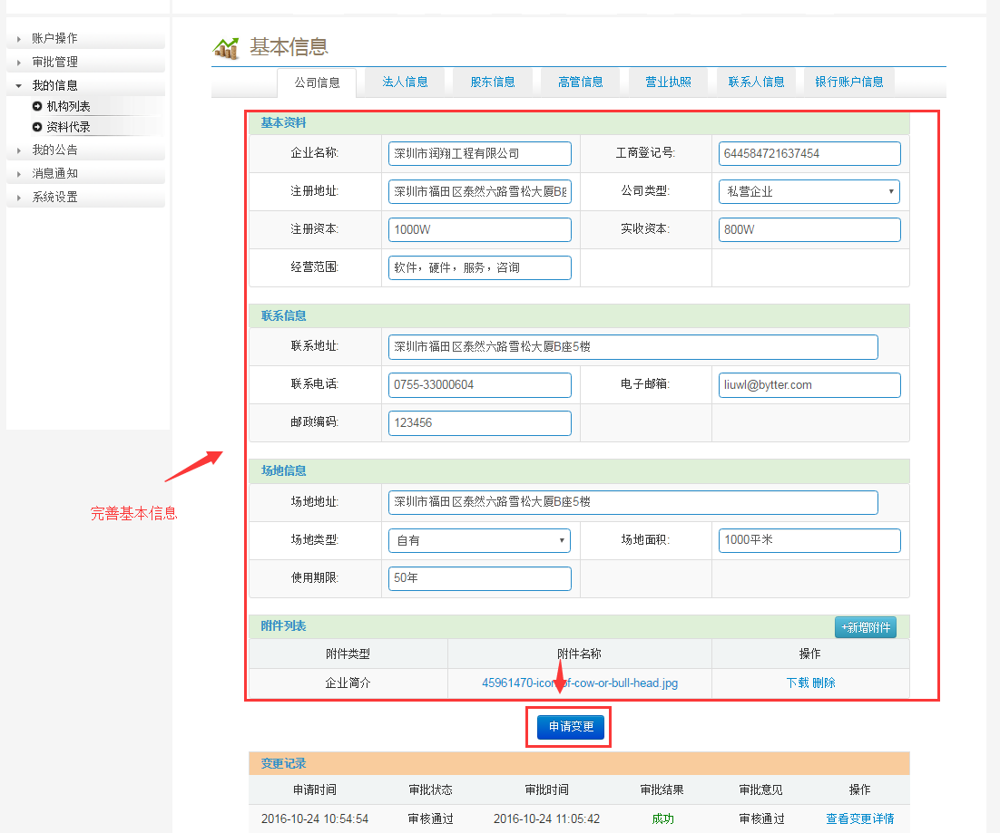 账户操作
审批管理
我的信息
机构列表
资料代录
我的公告
消息通知
系统设置
完善基本信息
基本信息
公司信息 法人信息 股东信息 高管信息 营业执照 联系人信息 银行账户信息
基本资料
企业名称: 深圳市润翔工程有限公司 工商登记号: 644584721637454
注册地址: 深圳市福田区泰然六路雪松大厦B 公司类型: 私营企业
注册资本: 1000W 实收资本: 800W
经营范围: 软件，硬件，服务，咨询
联系信息
联系地址: 深圳市福田区泰然六路雪松大厦B座5楼
联系电话: 0755-33000604 电子邮箱: liuwl@bytter.com
邮政编码: 123456
场地信息
场地地址: 深圳市福田区泰然六路雪松大厦B座5楼
场地类型: 自有 场地面积: 1000平米
使用期限: 50年
附件列表 +新增附件
附件类型 附件名称 操作
企业简介 45961470-icon-of-cow-or-bull-head.jpg 下载 删除
申请变更
变更记录
申请时间 审批状态 审批时间 审批结果 审批意见 操作
2016-10-24 10:54:54 审核通过 2016-10-24 11:05:42 成功 审核通过 查看变更详情